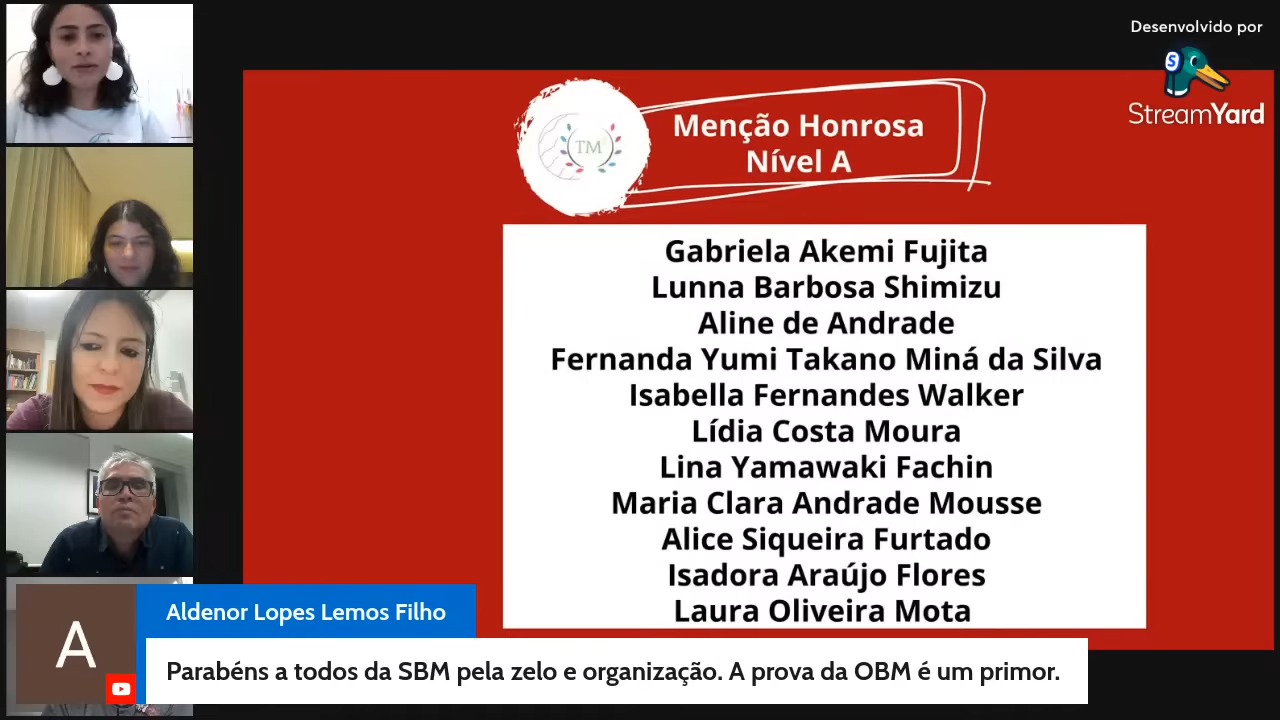 Desenvolvido por
S
StreamYard
TM
Menção Honrosa
Nível A
Gabriela Akemi Fujita
Lunna Barbosa Shimizu
Aline de Andrade
Fernanda Yumi Takano Miná da Silva
Isabella Fernandes Walker
Lídia Costa Moura
Lina Yamawaki Fachin
Maria Clara Andrade Mousse
Alice Siqueira Furtado
Isadora Araújo Flores
Laura Oliveira Mota
A
Aldenor Lopes Lemos Filho
Parabéns a todos da SBM pela zelo e organização. A prova da OBM é um primor.